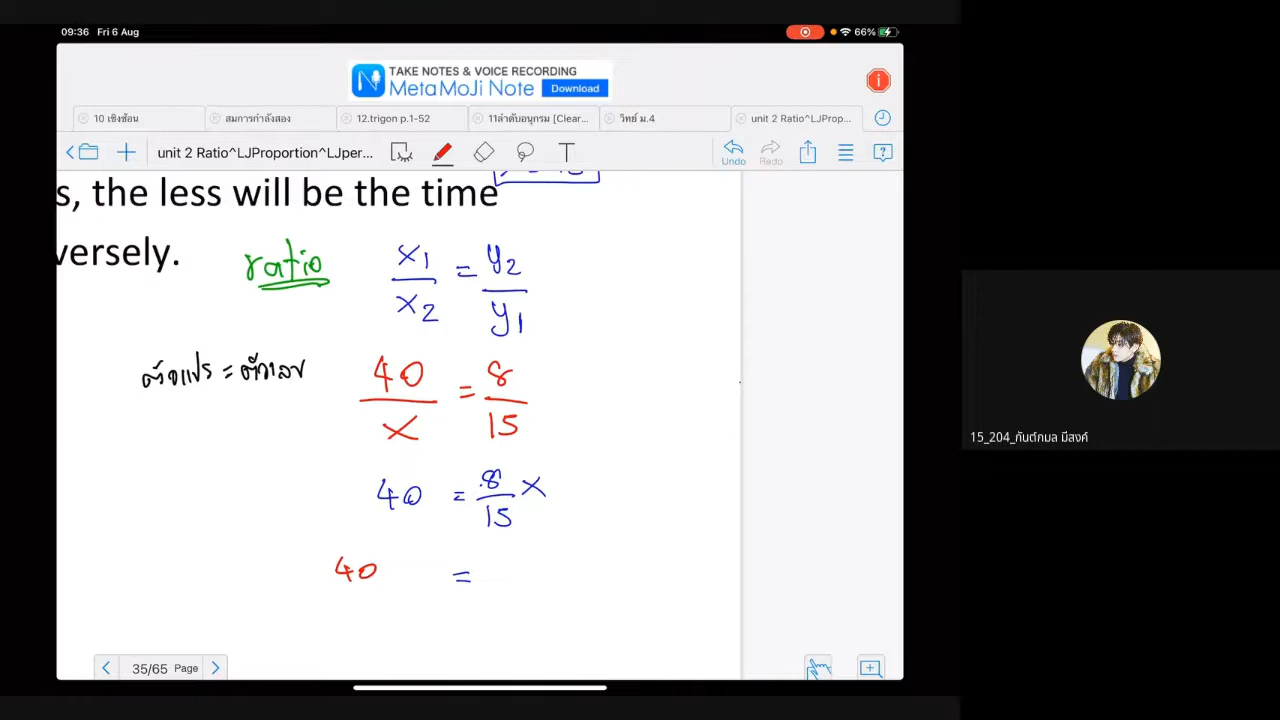 09:36 Fri 6 Aug
66%
TAKE NOTES & VOICE RECORDING
MetaMoJi Note Download
10 เชิงซ้อน
สมการกำลังสอง
12.trigon p.1-52
11ลำดับอนุกรม [Clear...
วิทย์ ม.4
unit 2 Ratio^LJPropo...
unit 2 Ratio^LJProportion^LJper...
Undo
Redo
s, the less will be the time
versely.
ratio
x1/x2 = y2/y1
ตัวแปร = ตัวเลข
40/x = 8/15
40 = 8/15 x
40 =
15_204_กันต์กมล มีสงค์
35/65 Page